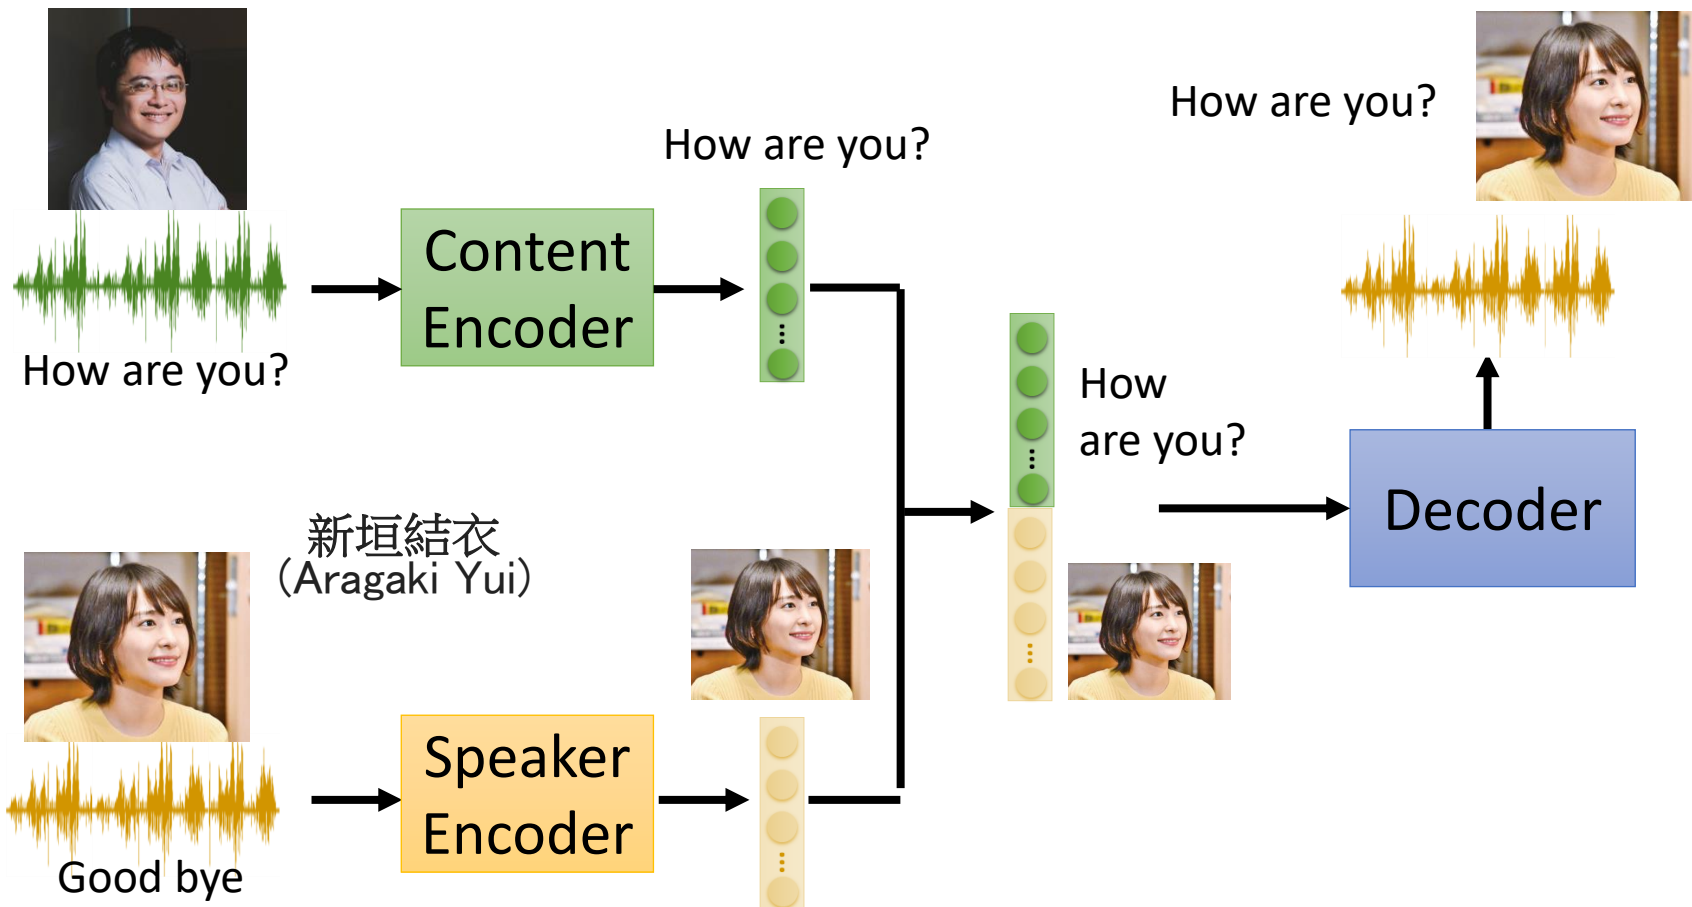 How are you?
Content
Encoder
How are you?
新垣結衣
(Aragaki Yui)
Good bye
Speaker
Encoder
How
are you?
Decoder
How are you?